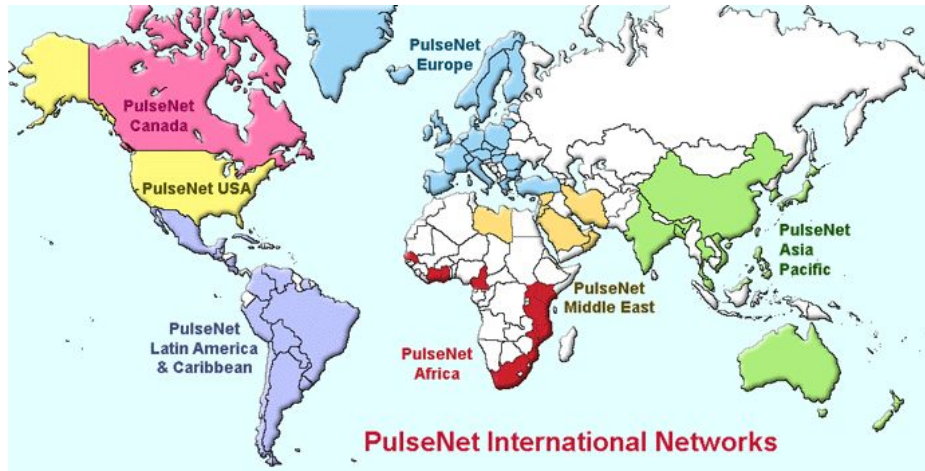 PulseNet
Europe
PulseNet
Canada
PulseNet USA
PulseNet
Asia
Pacific
PulseNet
Middle East
PulseNet
Latin America
& Caribbean
PulseNet
Africa
PulseNet International Networks